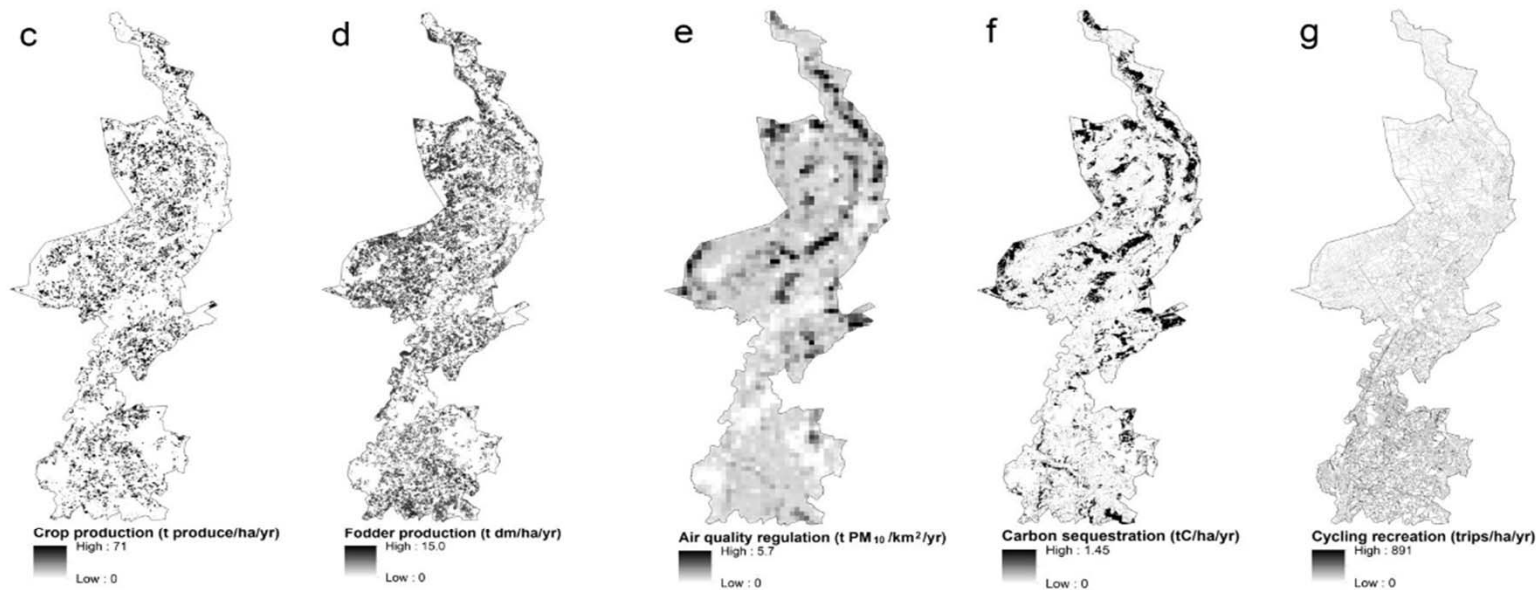 c
d
e
f
g
Crop production (t produce/ha/yr)
High : 71
Low : 0
Fodder production (t dm/ha/yr)
High : 15.0
Low : 0
Air quality regulation (t PM₁₀/km²/yr)
High : 5.7
Low : 0
Carbon sequestration (tC/ha/yr)
High : 1.45
Low : 0
Cycling recreation (trips/ha/yr)
High : 891
Low : 0